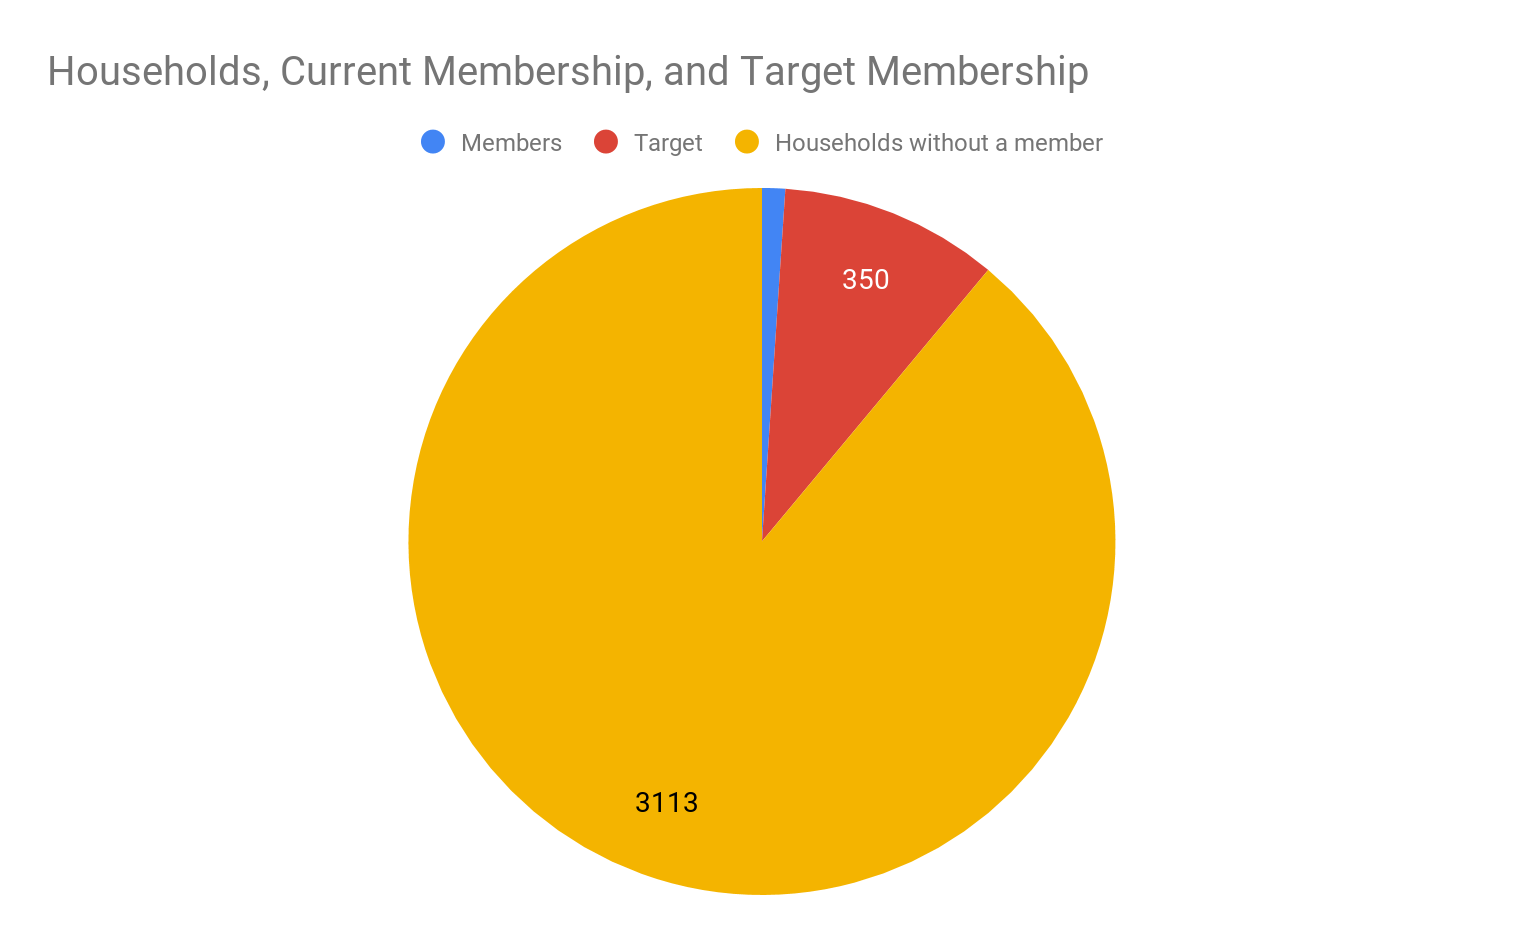 Households, Current Membership, and Target Membership
Members Target Households without a member
350
3113